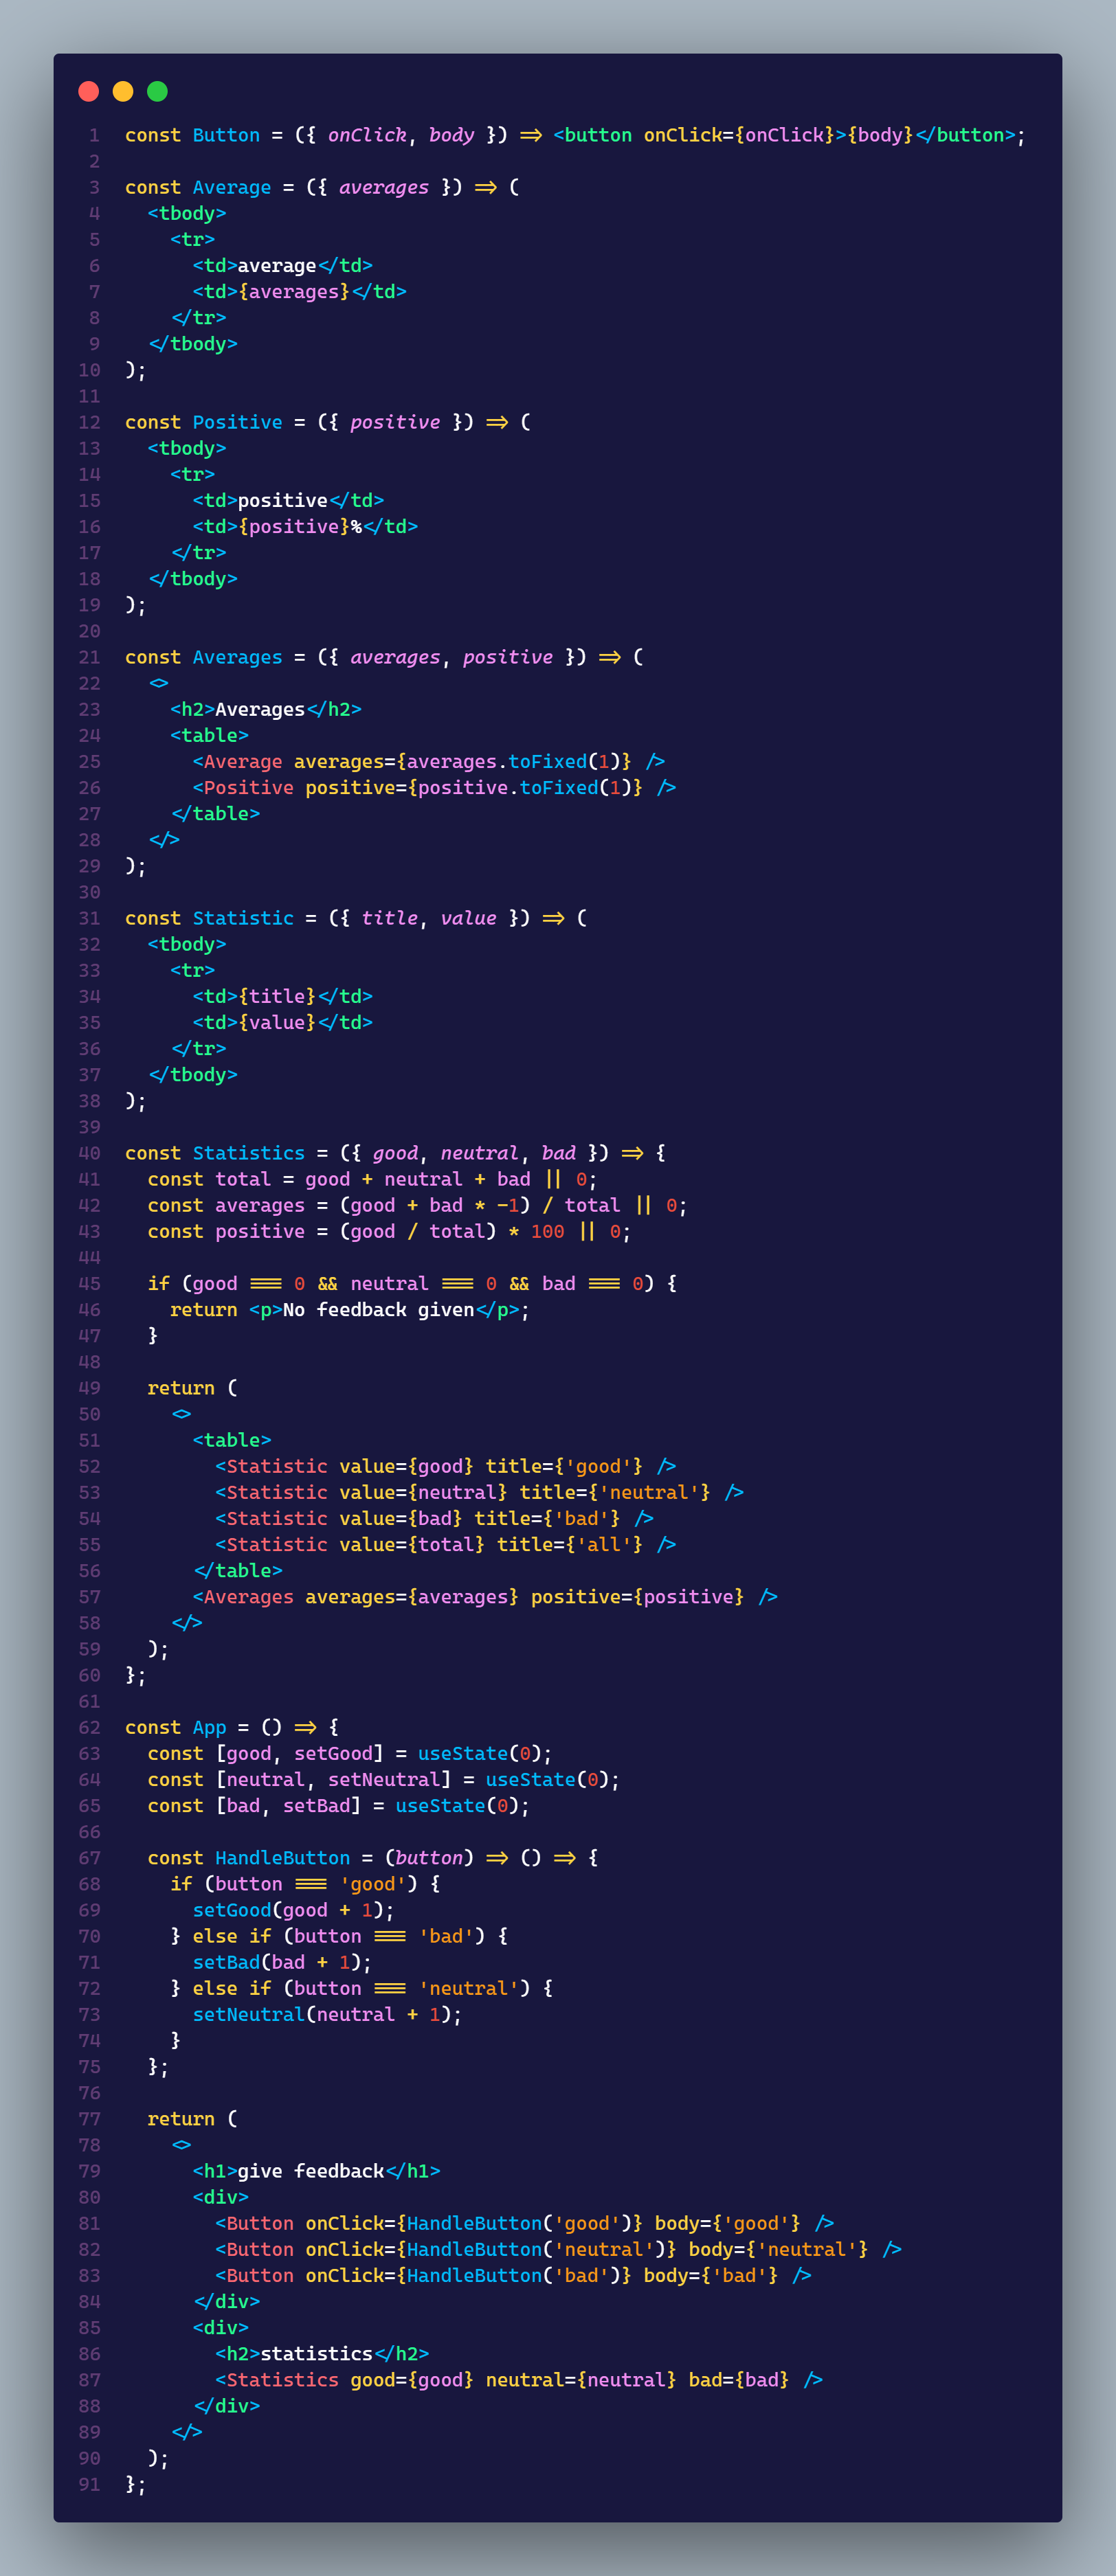 1 const Button = ({ onClick, body }) => <button onClick={onClick}>{body}</button>;
2
3 const Average = ({ averages }) => (
4   <tbody>
5     <tr>
6       <td>average</td>
7       <td>{averages}</td>
8     </tr>
9   </tbody>
10 );
11
12 const Positive = ({ positive }) => (
13   <tbody>
14     <tr>
15       <td>positive</td>
16       <td>{positive}%</td>
17     </tr>
18   </tbody>
19 );
20
21 const Averages = ({ averages, positive }) => (
22   <>
23     <h2>Averages</h2>
24     <table>
25       <Average averages={averages.toFixed(1)} />
26       <Positive positive={positive.toFixed(1)} />
27     </table>
28   </>
29 );
30
31 const Statistic = ({ title, value }) => (
32   <tbody>
33     <tr>
34       <td>{title}</td>
35       <td>{value}</td>
36     </tr>
37   </tbody>
38 );
39
40 const Statistics = ({ good, neutral, bad }) => {
41   const total = good + neutral + bad || 0;
42   const averages = (good + bad * -1) / total || 0;
43   const positive = (good / total) * 100 || 0;
44
45   if (good === 0 && neutral === 0 && bad === 0) {
46     return <p>No feedback given</p>;
47   }
48
49   return (
50     <>
51       <table>
52         <Statistic value={good} title={'good'} />
53         <Statistic value={neutral} title={'neutral'} />
54         <Statistic value={bad} title={'bad'} />
55         <Statistic value={total} title={'all'} />
56       </table>
57       <Averages averages={averages} positive={positive} />
58     </>
59   );
60 };
61
62 const App = () => {
63   const [good, setGood] = useState(0);
64   const [neutral, setNeutral] = useState(0);
65   const [bad, setBad] = useState(0);
66
67   const HandleButton = (button) => () => {
68     if (button === 'good') {
69       setGood(good + 1);
70     } else if (button === 'bad') {
71       setBad(bad + 1);
72     } else if (button === 'neutral') {
73       setNeutral(neutral + 1);
74     }
75   };
76
77   return (
78     <>
79       <h1>give feedback</h1>
80       <div>
81         <Button onClick={HandleButton('good')} body={'good'} />
82         <Button onClick={HandleButton('neutral')} body={'neutral'} />
83         <Button onClick={HandleButton('bad')} body={'bad'} />
84       </div>
85       <div>
86         <h2>statistics</h2>
87         <Statistics good={good} neutral={neutral} bad={bad} />
88       </div>
89     </>
90   );
91 };